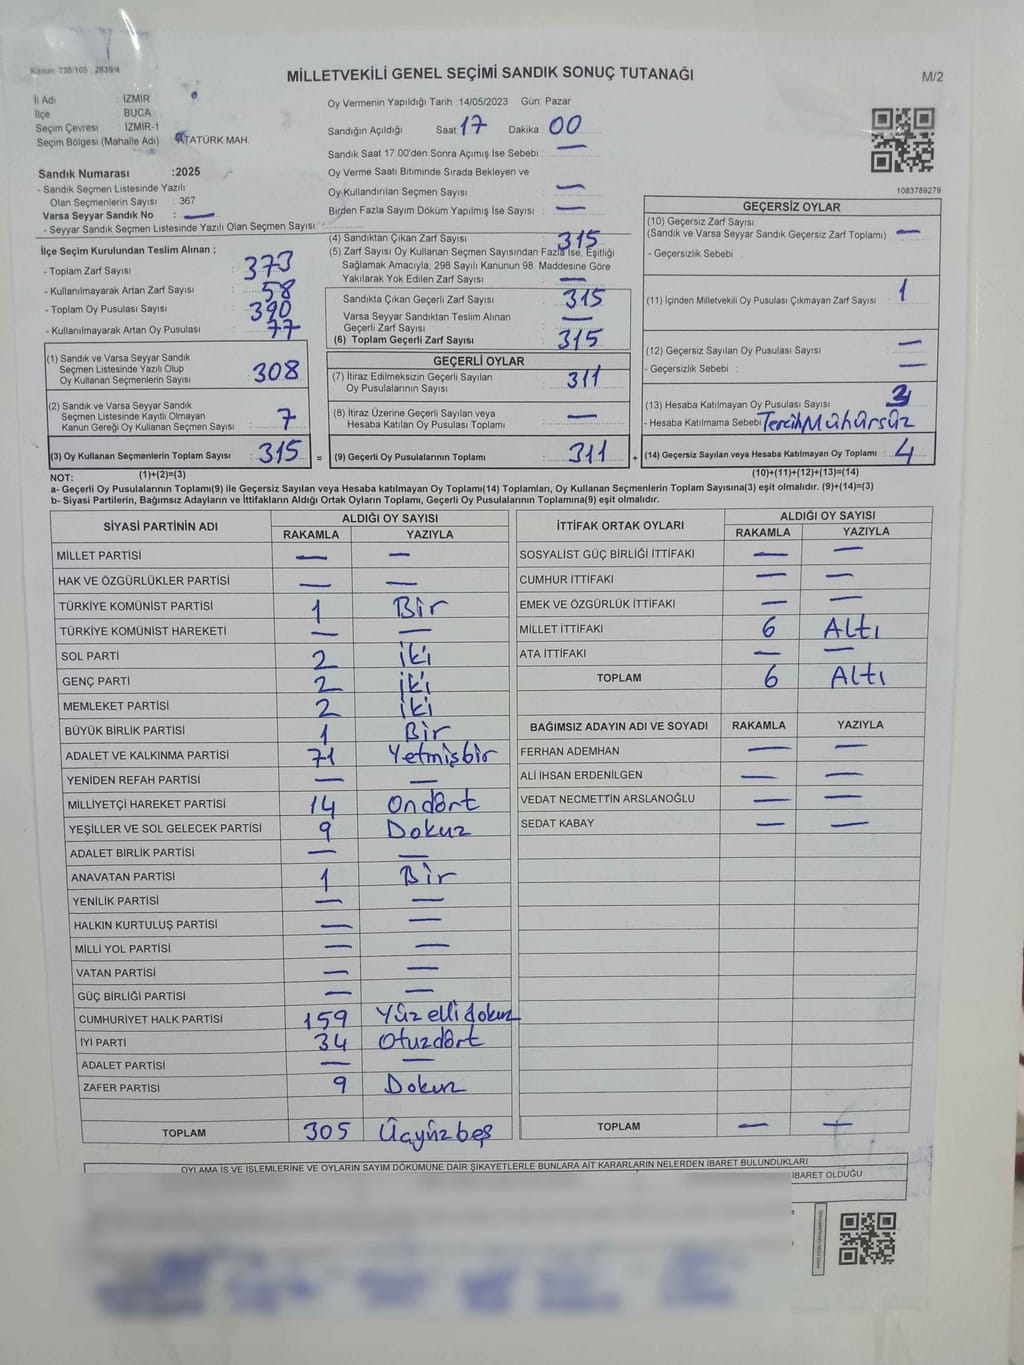 Kanun: 298/105 , 2839/4
MİLLETVEKİLİ GENEL SEÇİMİ SANDIK SONUÇ TUTANAĞI
M/2
İl Adı : İZMİR
İlçe BUCA
Seçim Çevresi : İZMİR-1
Seçim Bölgesi (Mahalle Adı) : ATATÜRK MAH.
Oy Vermenin Yapıldığı Tarih :14/05/2023 Gün: Pazar
Sandığın Açıldığı Saat: 17 Dakika: 00
Sandık Saat 17:00'den Sonra Açımış İse Sebebi : —
Sandık Numarası :2025
- Sandık Seçmen Listesinde Yazılı
Olan Seçmenlerin Sayısı : 367
Varsa Seyyar Sandık No : —
- Seyyar Sandık Seçmen Listesinde Yazılı Olan Seçmen Sayısı :
Oy Verme Saati Bitiminde Sırada Bekleyen ve
Oy Kullandırılan Seçmen Sayısı —
Birden Fazla Sayım Döküm Yapılmış İse Sayısı : —
1083789279
İlçe Seçim Kurulundan Teslim Alınan ;
- Toplam Zarf Sayısı : 373
- Kullanılmayarak Artan Zarf Sayısı : 58
- Toplam Oy Pusulası Sayısı : 390
- Kullanılmayarak Artan Oy Pusulası : 77
(1) Sandık ve Varsa Seyyar Sandık
Seçmen Listesinde Yazılı Olup
Oy Kullanan Seçmenlerin Sayısı : 308
(2) Sandık ve Varsa Seyyar Sandık
Seçmen Listesinde Kayıtlı Olmayan
Kanun Gereği Oy Kullanan Seçmen Sayısı : 7
(3) Oy Kullanan Seçmenlerin Toplam Sayısı : 315 =
(4) Sandıktan Çıkan Zarf Sayısı : 315
(5) Zarf Sayısı Oy Kullanan Seçmen Sayısından Fazla İse, Eşitliği
Sağlamak Amacıyla; 298 Sayılı Kanunun 98. Maddesine Göre
Yakılarak Yok Edilen Zarf Sayısı : —
Sandıkta Çıkan Geçerli Zarf Sayısı : 315
Varsa Seyyar Sandıktan Teslim Alınan
Geçerli Zarf Sayısı : —
(6) Toplam Geçerli Zarf Sayısı : 315
GEÇERLİ OYLAR
(7) İtiraz Edilmeksizin Geçerli Sayılan
Oy Pusulalarının Sayısı : 311
(8) İtiraz Üzerine Geçerli Sayılan veya
Hesaba Katılan Oy Pusulası Toplamı : —
(9) Geçerli Oy Pusulalarının Toplamı : 311 +
GEÇERSİZ OYLAR
(10) Geçersiz Zarf Sayısı
(Sandık ve Varsa Seyyar Sandık Geçersiz Zarf Toplamı) : —
- Geçersizlik Sebebi :
(11) İçinden Milletvekili Oy Pusulası Çıkmayan Zarf Sayısı : 1
(12) Geçersiz Sayılan Oy Pusulası Sayısı : —
- Geçersizlik Sebebi : —
(13) Hesaba Katılmayan Oy Pusulası Sayısı : 3
- Hesaba Katılmama Sebebi : Tercih Mühürsüz
(14) Geçersiz Sayılan veya Hesaba Katılmayan Oy Toplamı : 4
NOT: (1)+(2)=(3) (10)+(11)+(12)+(13)=(14)
a- Geçerli Oy Pusulalarının Toplamı(9) ile Geçersiz Sayılan veya Hesaba katılmayan Oy Toplamı(14) Toplamları, Oy Kullanan Seçmenlerin Toplam Sayısına(3) eşit olmalıdır. (9)+(14)=(3)
b- Siyasi Partilerin, Bağımsız Adayların ve İttifakların Aldığı Ortak Oyların Toplamı, Geçerli Oy Pusulalarının Toplamına(9) eşit olmalıdır.
SİYASİ PARTİNİN ADI ALDIĞI OY SAYISI
RAKAMLA YAZIYLA
MİLLET PARTİSİ — —
HAK VE ÖZGÜRLÜKLER PARTİSİ — —
TÜRKİYE KOMÜNİST PARTİSİ 1 Bir
TÜRKİYE KOMÜNİST HAREKETİ — —
SOL PARTİ 2 iki
GENÇ PARTİ 2 iki
MEMLEKET PARTİSİ 2 iki
BÜYÜK BİRLİK PARTİSİ 1 Bir
ADALET VE KALKINMA PARTİSİ 71 Yetmişbir
YENİDEN REFAH PARTİSİ — —
MİLLİYETÇİ HAREKET PARTİSİ 14 Ondört
YEŞİLLER VE SOL GELECEK PARTİSİ 9 Dokuz
ADALET BİRLİK PARTİSİ — —
ANAVATAN PARTİSİ 1 Bir
YENİLİK PARTİSİ — —
HALKIN KURTULUŞ PARTİSİ — —
MİLLİ YOL PARTİSİ — —
VATAN PARTİSİ — —
GÜÇ BİRLİĞİ PARTİSİ — —
CUMHURİYET HALK PARTİSİ 159 Yüz elli dokuz
İYİ PARTİ 34 Otuzdört
ADALET PARTİSİ — —
ZAFER PARTİSİ 9 Dokuz
TOPLAM 305 Üçyüzbeş
İTTİFAK ORTAK OYLARI ALDIĞI OY SAYISI
RAKAMLA YAZIYLA
SOSYALİST GÜÇ BİRLİĞİ İTTİFAKI — —
CUMHUR İTTİFAKI — —
EMEK VE ÖZGÜRLÜK İTTİFAKI — —
MİLLET İTTİFAKI 6 Altı
ATA İTTİFAKI — —
TOPLAM 6 Altı
BAĞIMSIZ ADAYIN ADI VE SOYADI RAKAMLA YAZIYLA
FERHAN ADEMHAN — —
ALİ İHSAN ERDENİLGEN — —
VEDAT NECMETTİN ARSLANOĞLU — —
SEDAT KABAY — —
TOPLAM — —
OYLAMA İŞ VE İŞLEMLERİNE VE OYLARIN SAYIM DÖKÜMÜNE DAİR ŞİKAYETLERLE BUNLARA AİT KARARLARIN NELERDEN İBARET BULUNDUKLARI
İBARET OLDUĞU